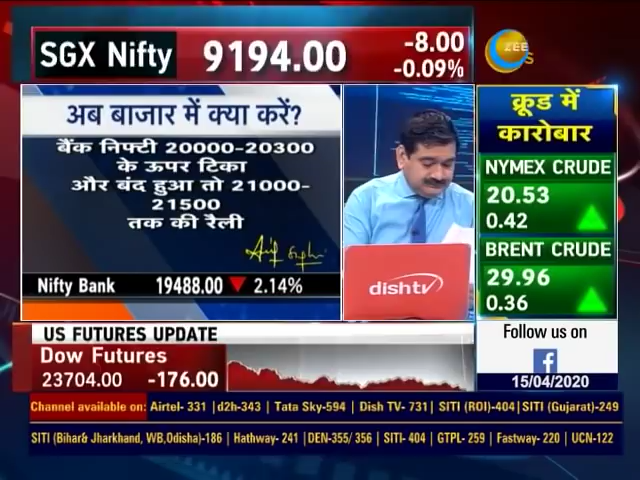 SGX Nifty 9194.00 -8.00
-0.09%
ZEE
अब बाजार में क्या करें?
बैंक निफ्टी 20000-20300
के ऊपर टिका
और बंद हुआ तो 21000-
21500
तक की रैली
Nifty Bank 19488.00 2.14%
dishtv
क्रूड में
कारोबार
NYMEX CRUDE
20.53
0.42
BRENT CRUDE
29.96
0.36
US FUTURES UPDATE
Dow Futures
23704.00 -176.00
Follow us on
f
15/04/2020
Channel available on: Airtel- 331 |d2h-343 | Tata Sky-594 | Dish TV- 731| SITI (ROI)-404|SITI (Gujarat)-249
SITI (Bihar& Jharkhand, WB,Odisha)-186 | Hathway- 241 |DEN-355/ 356 | SITI- 404 | GTPL- 259 | Fastway- 220 | UCN-122